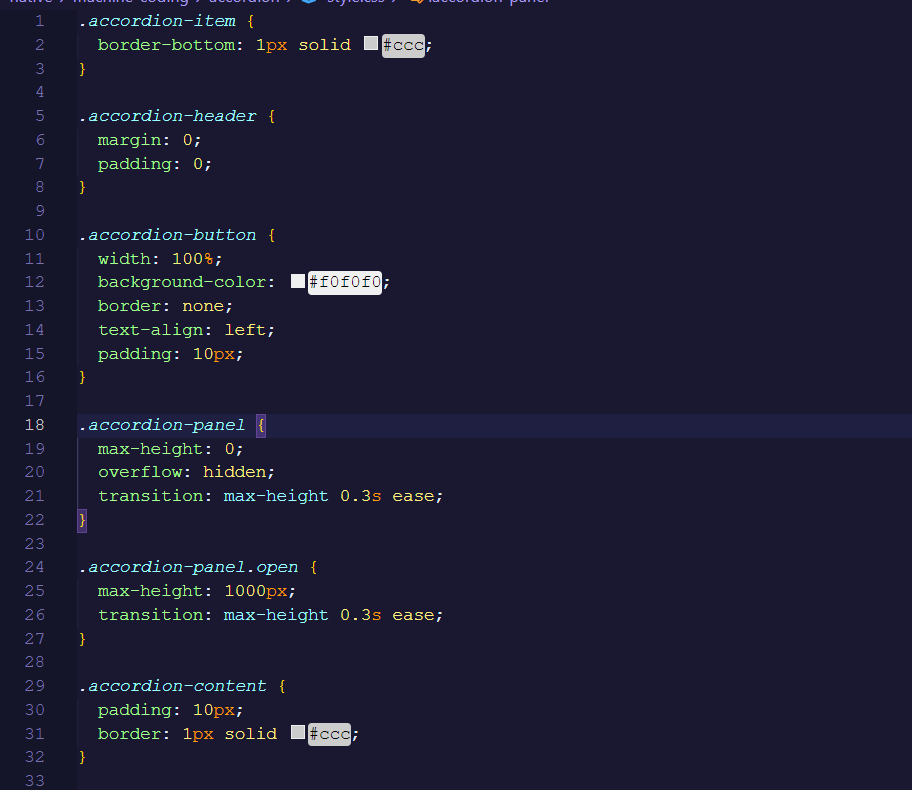 native > machine-coding > accordion > style.css > .accordion-panel
1 .accordion-item {
2 border-bottom: 1px solid #ccc;
3 }
4
5 .accordion-header {
6 margin: 0;
7 padding: 0;
8 }
9
10 .accordion-button {
11 width: 100%;
12 background-color: #f0f0f0;
13 border: none;
14 text-align: left;
15 padding: 10px;
16 }
17
18 .accordion-panel {
19 max-height: 0;
20 overflow: hidden;
21 transition: max-height 0.3s ease;
22 }
23
24 .accordion-panel.open {
25 max-height: 1000px;
26 transition: max-height 0.3s ease;
27 }
28
29 .accordion-content {
30 padding: 10px;
31 border: 1px solid #ccc;
32 }
33